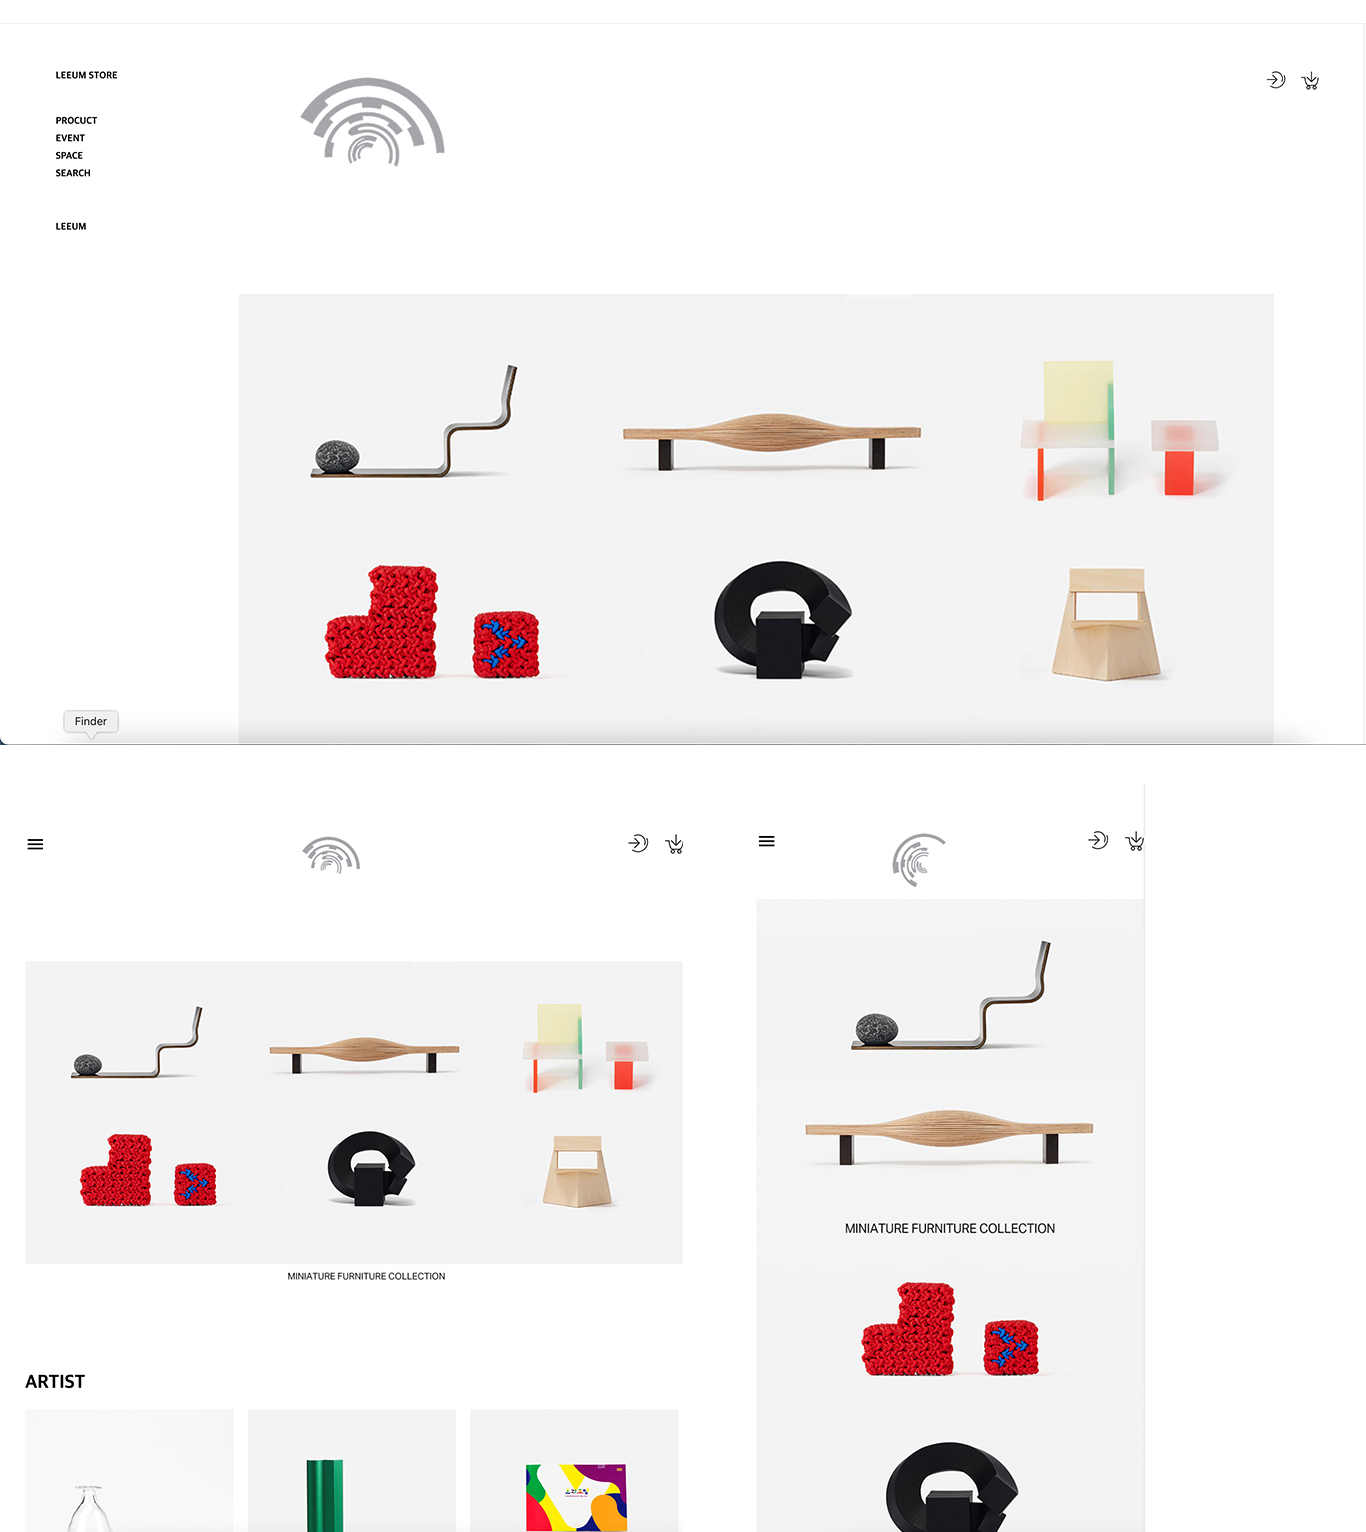 LEEUM STORE
PROCUCT
EVENT
SPACE
SEARCH
LEEUM
Finder
MINIATURE FURNITURE COLLECTION
ARTIST
MINIATURE FURNITURE COLLECTION